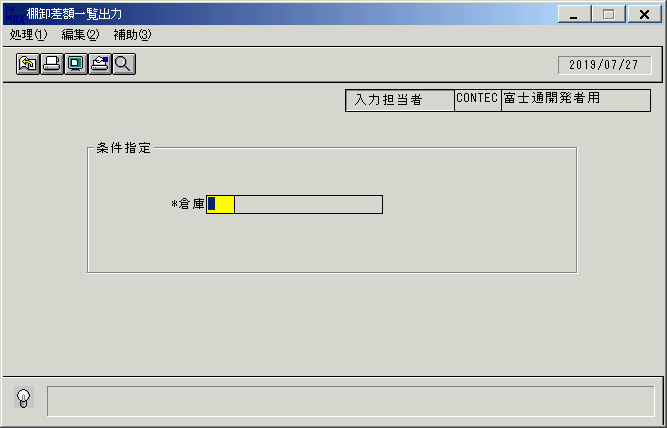 棚卸差額一覧出力
処理(1) 編集(2) 補助(3)
2019/07/27
入力担当者 CONTEC 富士通開発者用
条件指定
*倉庫